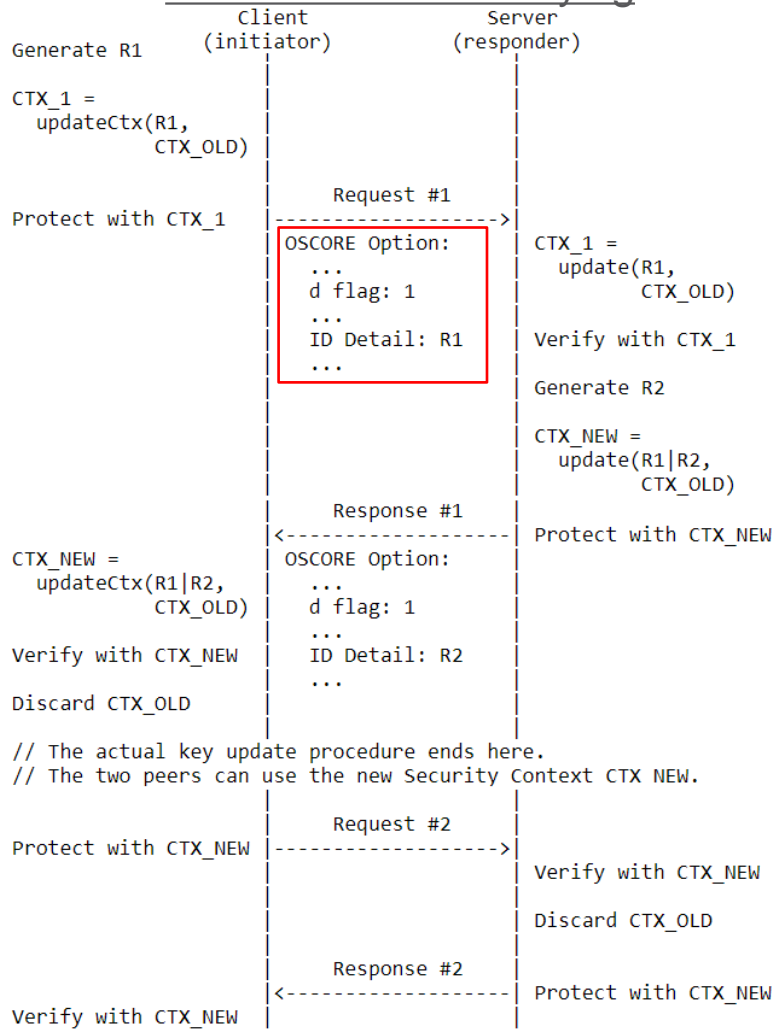 Client Server
Generate R1 (initiator) (responder)
CTX_1 =
updateCtx(R1,
CTX_OLD)
Request #1
Protect with CTX_1 |------------------->|
OSCORE Option: CTX_1 =
... update(R1,
d flag: 1 CTX_OLD)
...
ID Detail: R1 Verify with CTX_1
...
Generate R2
CTX_NEW =
update(R1|R2,
CTX_OLD)
Response #1
|<-------------------| Protect with CTX_NEW
CTX_NEW = OSCORE Option:
updateCtx(R1|R2, ...
CTX_OLD) d flag: 1
...
Verify with CTX_NEW ID Detail: R2
...
Discard CTX_OLD
// The actual key update procedure ends here.
// The two peers can use the new Security Context CTX NEW.
Request #2
Protect with CTX_NEW |------------------->|
Verify with CTX_NEW
Discard CTX_OLD
Response #2
|<-------------------| Protect with CTX_NEW
Verify with CTX_NEW